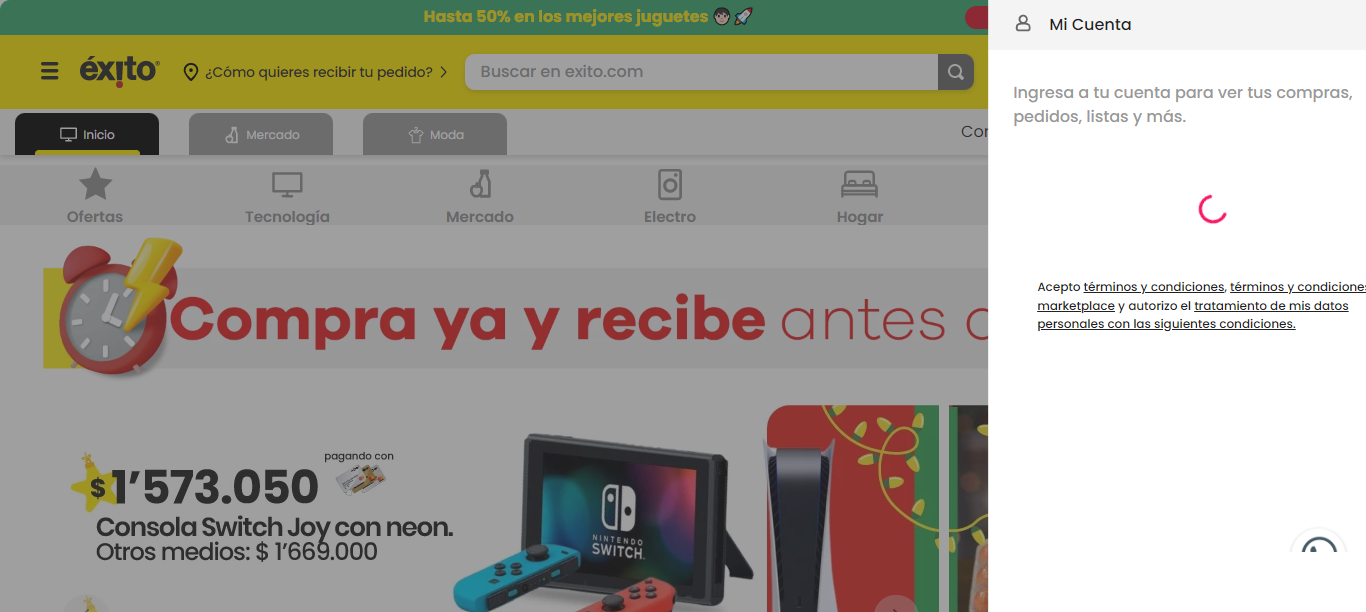 Hasta 50% en los mejores juguetes
éxito
¿Cómo quieres recibir tu pedido?
Buscar en exito.com
Inicio
Mercado
Moda
Ofertas
Tecnología
Mercado
Electro
Hogar
Compra ya y recibe antes
pagando con
$1'573.050
Consola Switch Joy con neon.
Otros medios: $ 1'669.000
NINTENDO
SWITCH
Mi Cuenta
Ingresa a tu cuenta para ver tus compras,
pedidos, listas y más.
Acepto términos y condiciones, términos y condiciones
marketplace y autorizo el tratamiento de mis datos
personales con las siguientes condiciones.